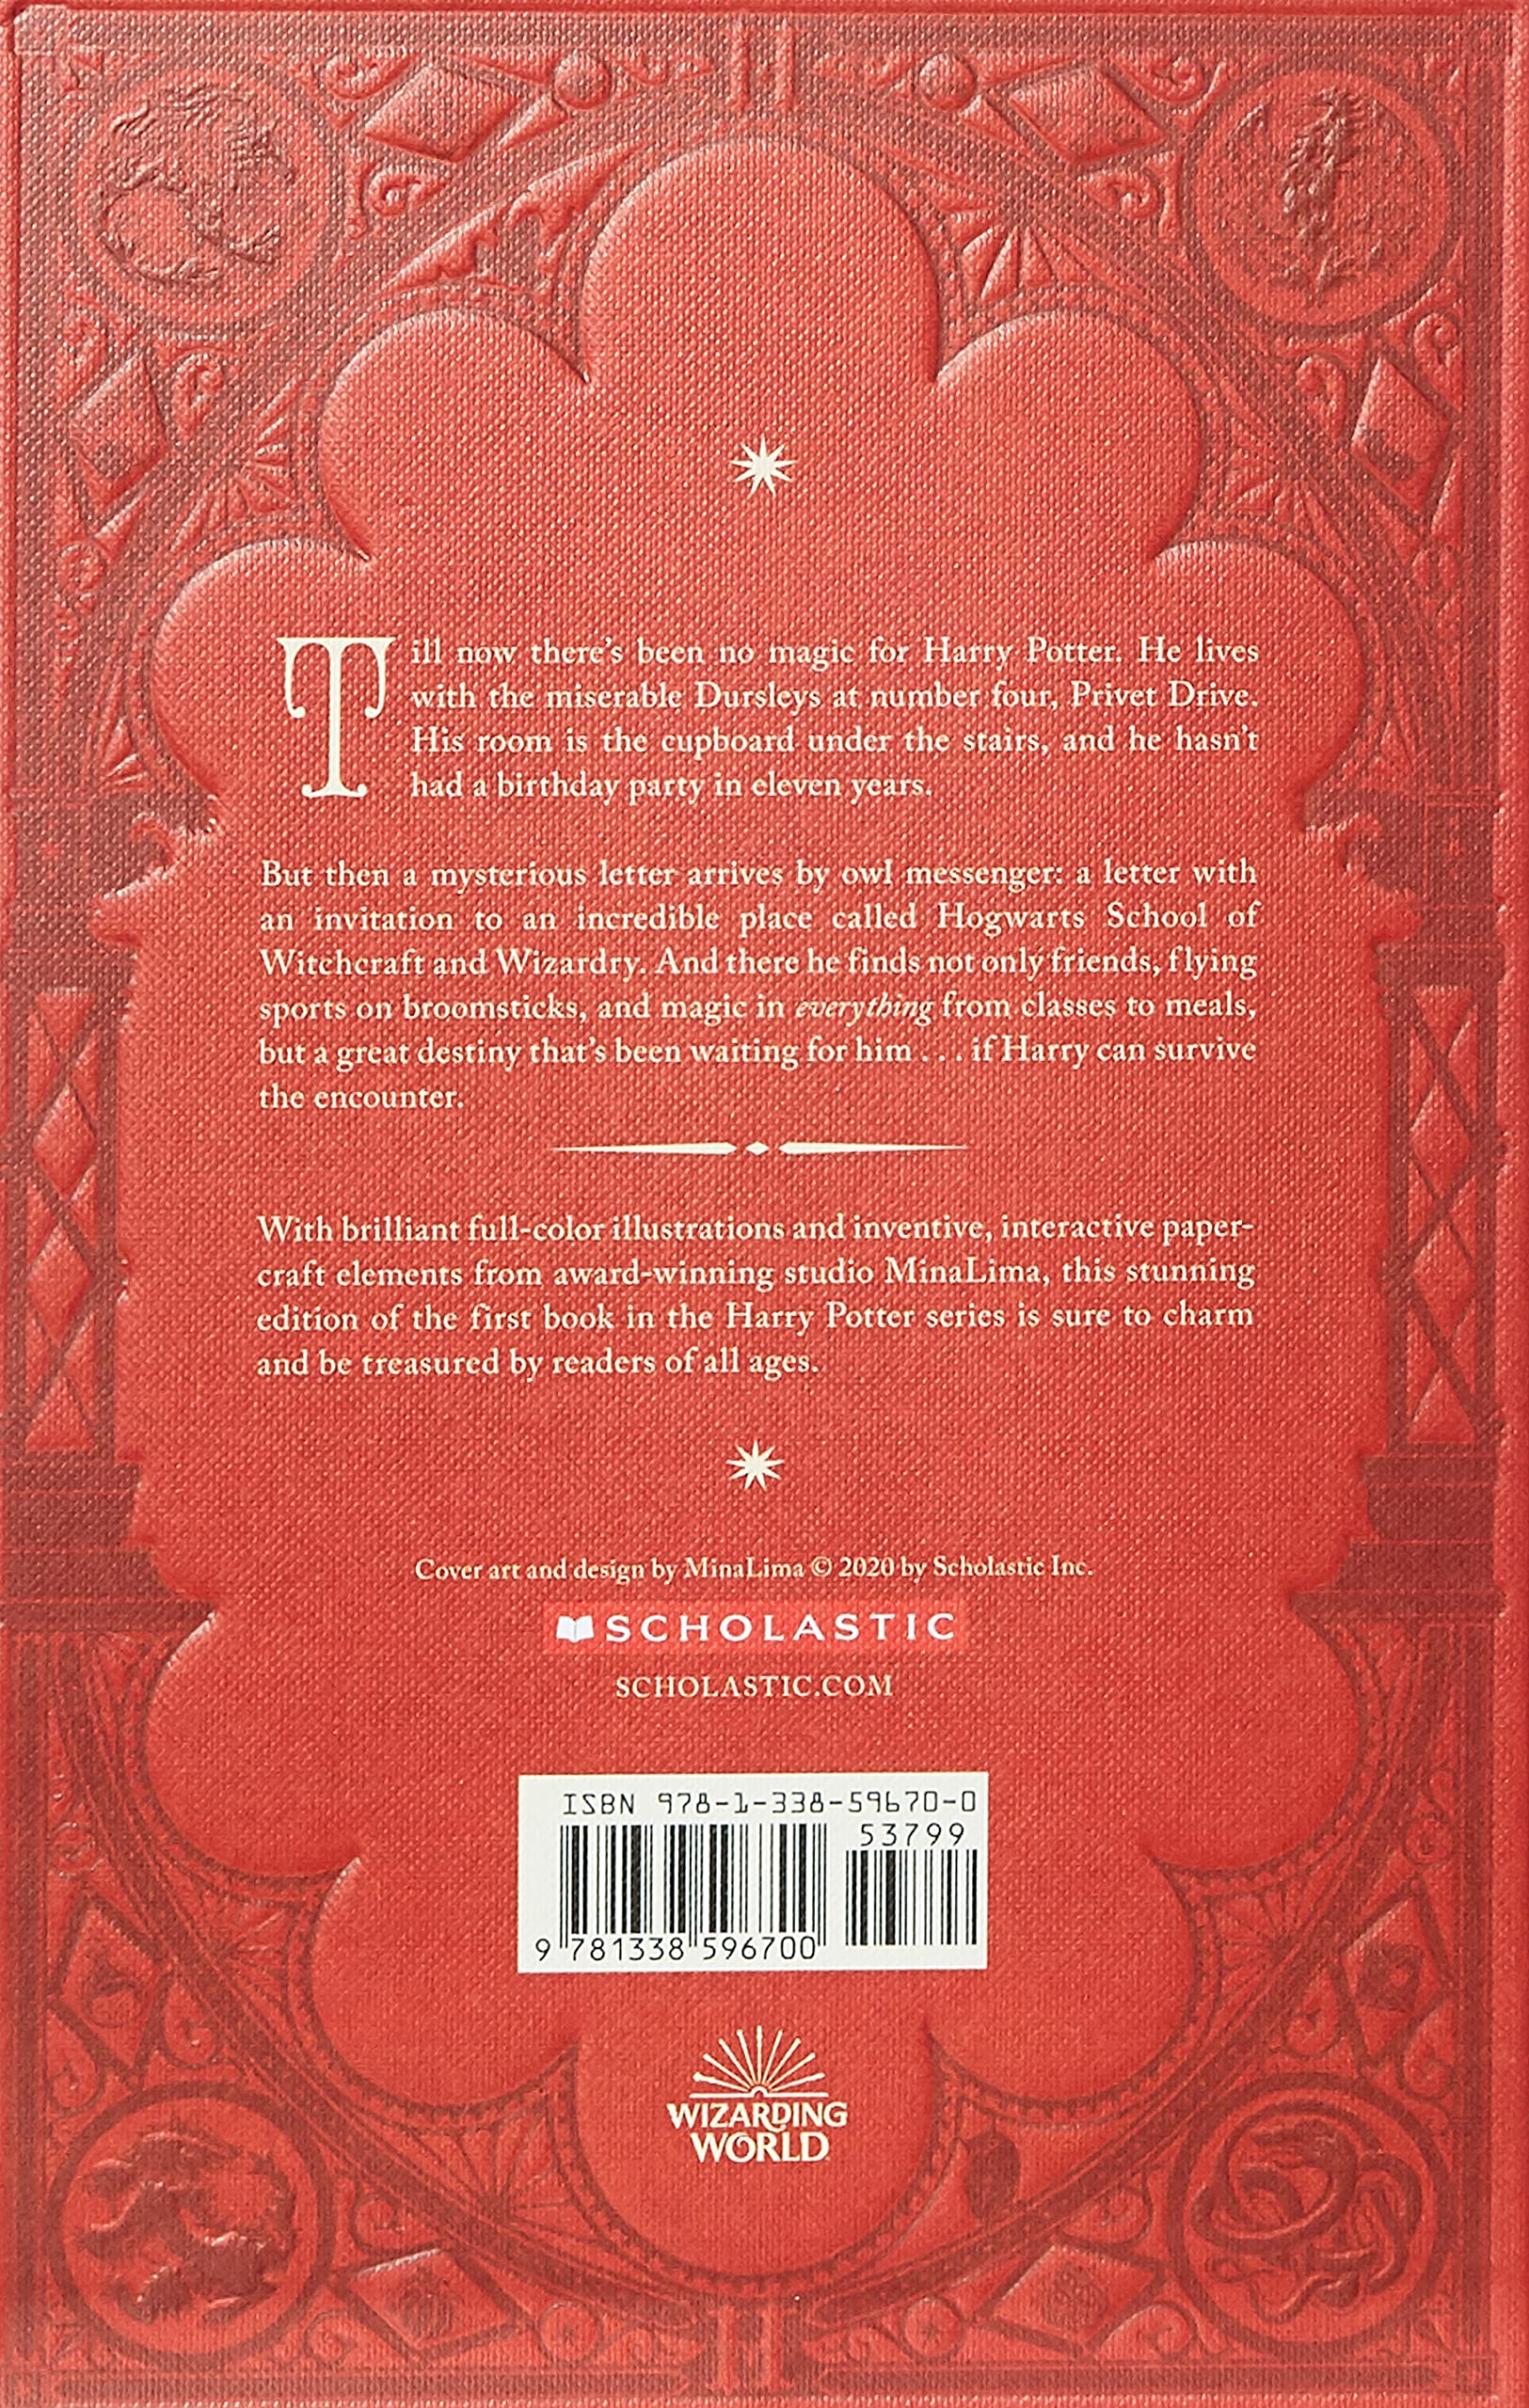 Till now there's been no magic for Harry Potter. He lives
with the miserable Dursleys at number four, Privet Drive.
His room is the cupboard under the stairs, and he hasn't
had a birthday party in eleven years.
But then a mysterious letter arrives by owl messenger: a letter with
an invitation to an incredible place called Hogwarts School of
Witchcraft and Wizardry. And there he finds not only friends, flying
sports on broomsticks, and magic in everything from classes to meals,
but a great destiny that's been waiting for him . . . if Harry can survive
the encounter.
With brilliant full-color illustrations and inventive, interactive paper-
craft elements from award-winning studio MinaLima, this stunning
edition of the first book in the Harry Potter series is sure to charm
and be treasured by readers of all ages.
Cover art and design by MinaLima © 2020 by Scholastic Inc.
SCHOLASTIC
SCHOLASTIC.COM
ISBN 978-1-338-59670-0
53799
9 781338 596700
WIZARDING
WORLD